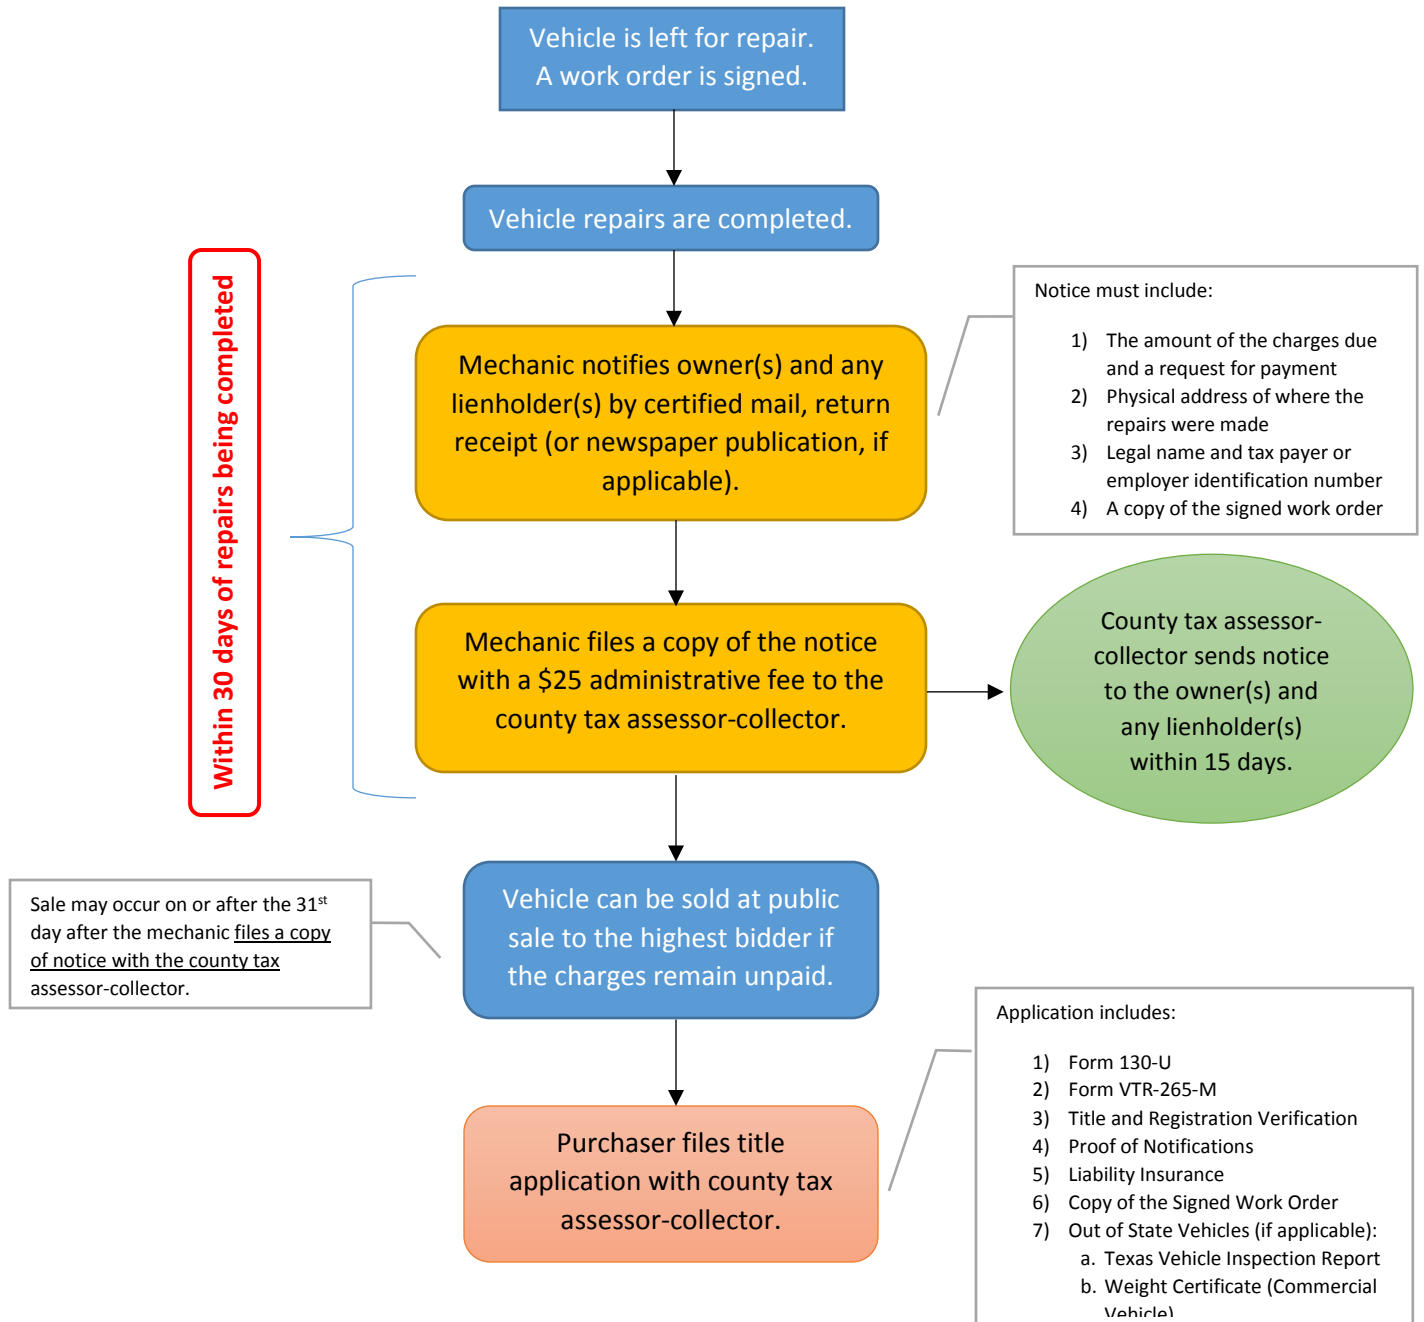 Vehicle is left for repair.
A work order is signed.
Vehicle repairs are completed.
Within 30 days of repairs being completed
Mechanic notifies owner(s) and any
lienholder(s) by certified mail, return
receipt (or newspaper publication, if
applicable).
Notice must include:
1) The amount of the charges due
and a request for payment
2) Physical address of where the
repairs were made
3) Legal name and tax payer or
employer identification number
4) A copy of the signed work order
Mechanic files a copy of the notice
with a $25 administrative fee to the
county tax assessor-collector.
County tax assessor-
collector sends notice
to the owner(s) and
any lienholder(s)
within 15 days.
Vehicle can be sold at public
sale to the highest bidder if
the charges remain unpaid.
Sale may occur on or after the 31st
day after the mechanic files a copy
of notice with the county tax
assessor-collector.
Purchaser files title
application with county tax
assessor-collector.
Application includes:
1) Form 130-U
2) Form VTR-265-M
3) Title and Registration Verification
4) Proof of Notifications
5) Liability Insurance
6) Copy of the Signed Work Order
7) Out of State Vehicles (if applicable):
a. Texas Vehicle Inspection Report
b. Weight Certificate (Commercial
Vehicle)